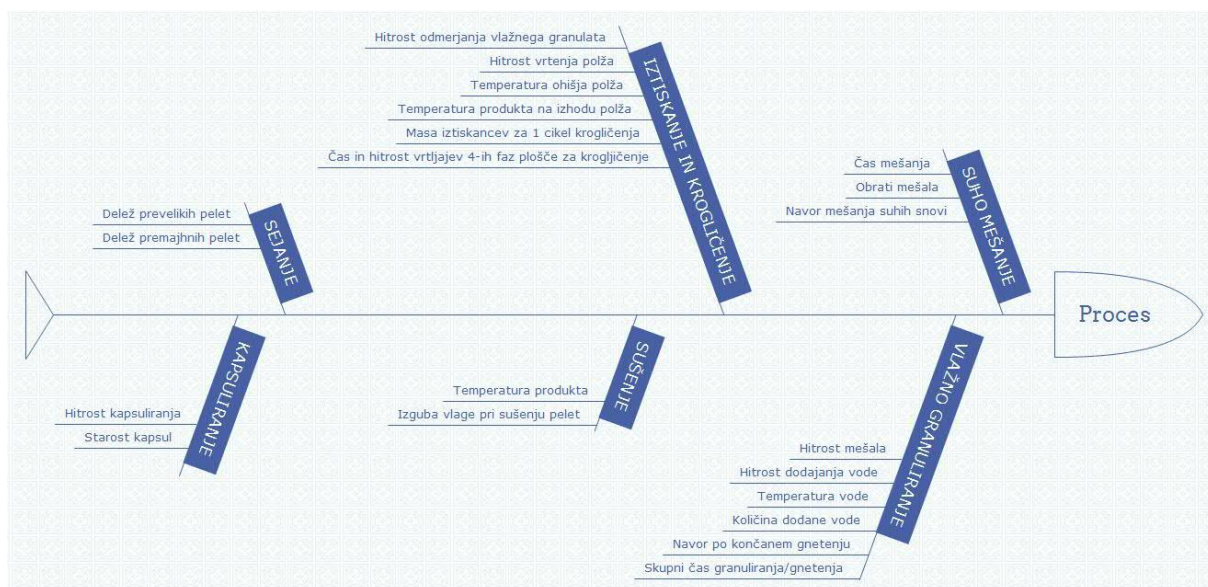 Hitrost odmerjanja vlažnega granulata
Hitrost vrtenja polža
Temperatura ohišja polža
Temperatura produkta na izhodu polža
Masa iztiskancev za 1 cikel krogličenja
Čas in hitrost vrtljajev 4-ih faz plošče za krogljičenje
IZTISKANJE IN KROGLIČENJE
Čas mešanja
Obrati mešala
Navor mešanja suhih snovi
SUHO MEŠANJE
Delež prevelikih pelet
Delež premajhnih pelet
SEJANJE
Proces
Hitrost kapsuliranja
Starost kapsul
KAPSULIRANJE
Temperatura produkta
Izguba vlage pri sušenju pelet
SUŠENJE
Hitrost mešala
Hitrost dodajanja vode
Temperatura vode
Količina dodane vode
Navor po končanem gnetenju
Skupni čas granuliranja/gnetenja
VLAŽNO GRANULIRANJE